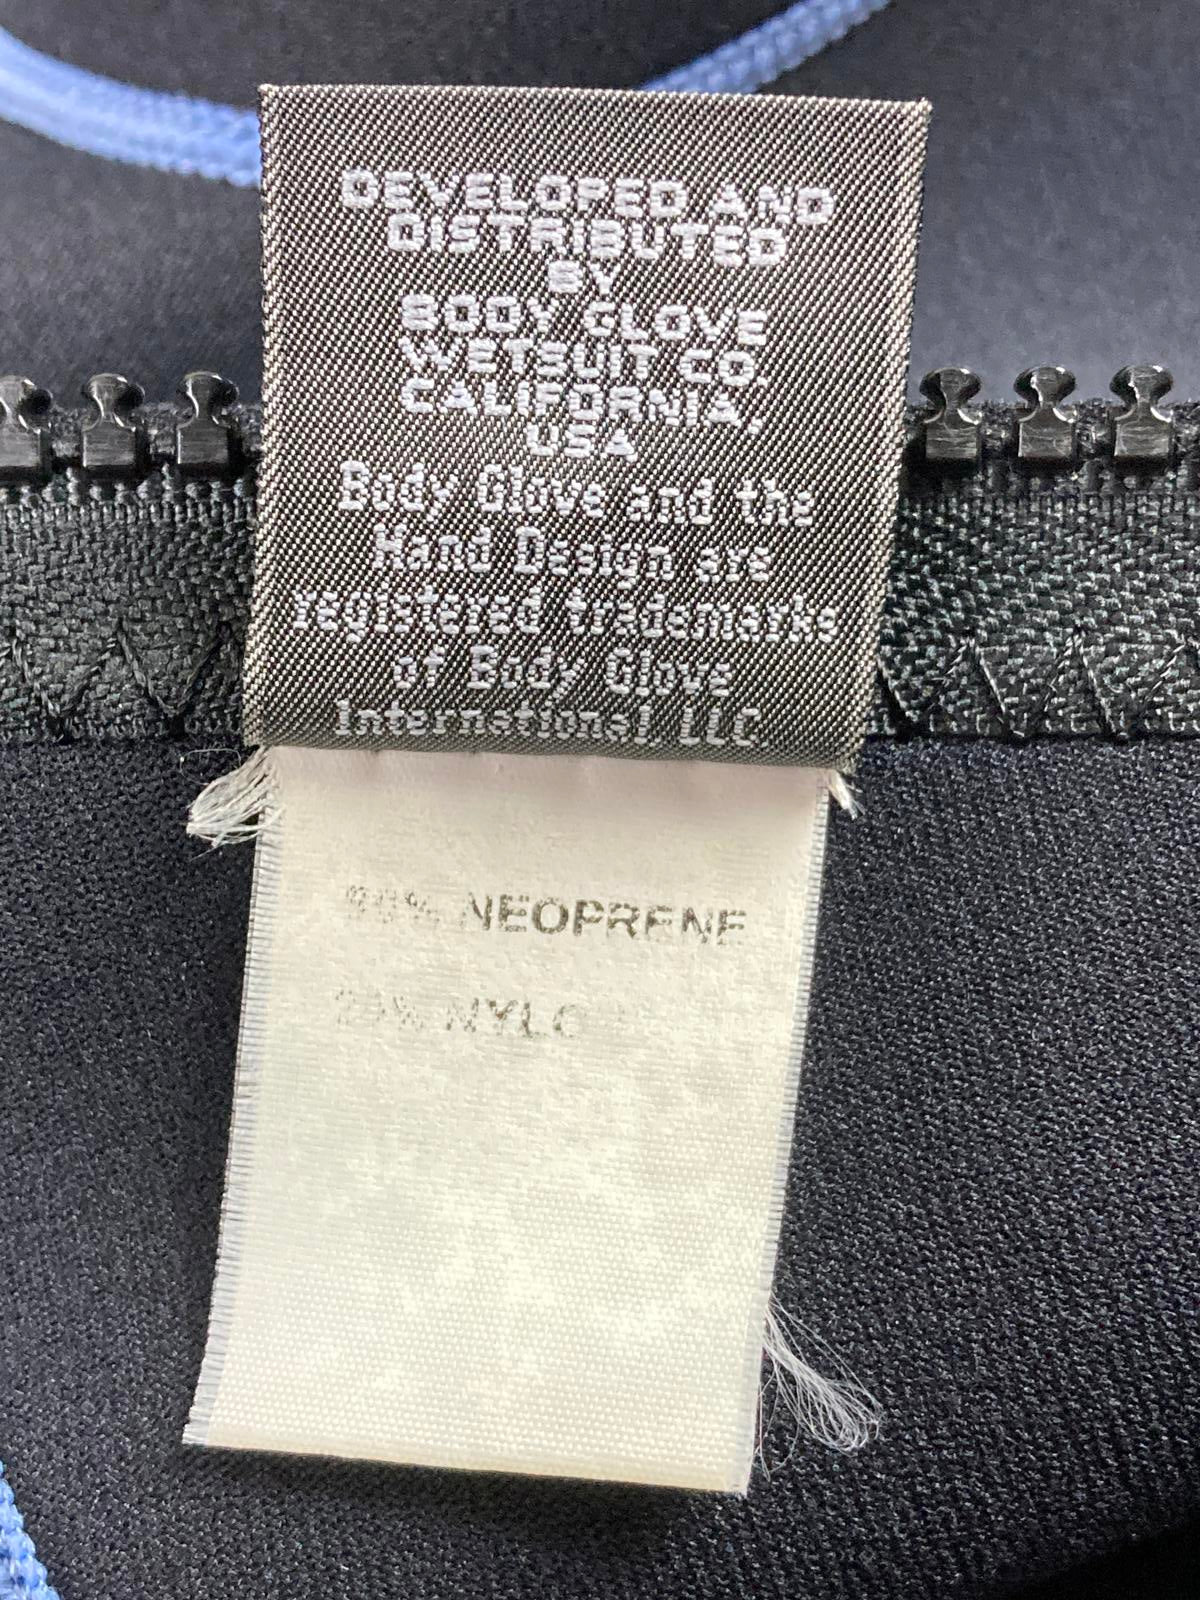 DEVELOPED AND
DISTRIBUTED
BY
BODY GLOVE
WETSUIT CO.
CALIFORNIA,
USA
Body Glove and the
Hand Design are
registered trademarks
of Body Glove
International, LLC.
NEOPRENE